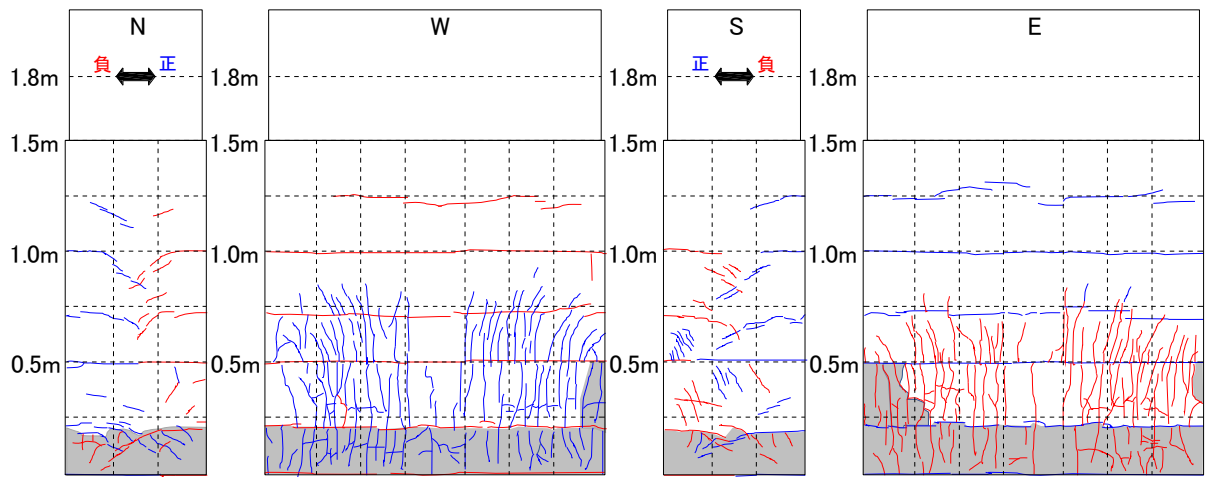 N W S E
負 正 正 負
1.8m 1.8m 1.8m 1.8m
1.5m 1.5m 1.5m 1.5m
1.0m 1.0m 1.0m 1.0m
0.5m 0.5m 0.5m 0.5m